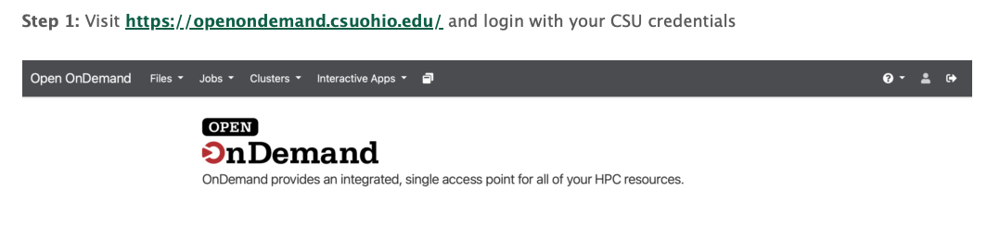 Step 1: Visit https://openondemand.csuohio.edu/ and login with your CSU credentials
Open OnDemand Files Jobs Clusters Interactive Apps
OPEN
OnDemand
OnDemand provides an integrated, single access point for all of your HPC resources.